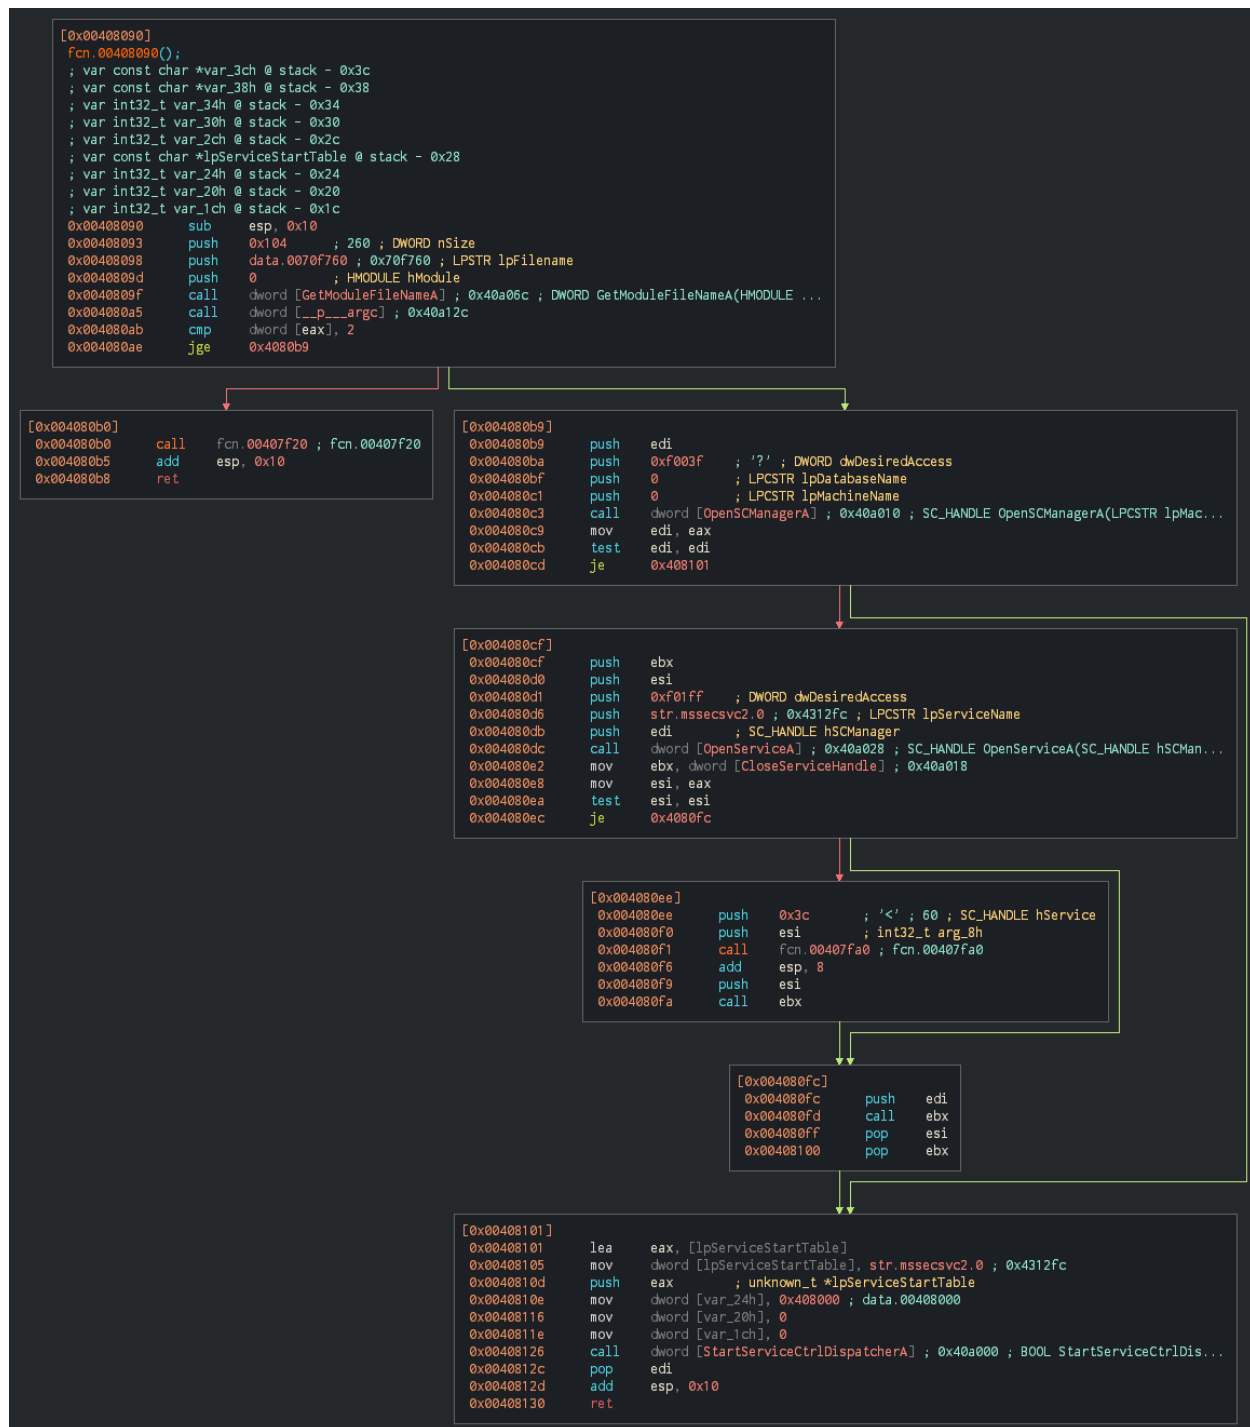 [0x00408090]
fcn.00408090();
; var const char *var_3ch @ stack - 0x3c
; var const char *var_38h @ stack - 0x38
; var int32_t var_34h @ stack - 0x34
; var int32_t var_30h @ stack - 0x30
; var int32_t var_2ch @ stack - 0x2c
; var const char *lpServiceStartTable @ stack - 0x28
; var int32_t var_24h @ stack - 0x24
; var int32_t var_20h @ stack - 0x20
; var int32_t var_1ch @ stack - 0x1c
0x00408090 sub esp, 0x10
0x00408093 push 0x104 ; 260 ; DWORD nSize
0x00408098 push data.0070f760 ; 0x70f760 ; LPSTR lpFilename
0x0040809d push 0 ; HMODULE hModule
0x0040809f call dword [GetModuleFileNameA] ; 0x40a06c ; DWORD GetModuleFileNameA(HMODULE ...
0x004080a5 call dword [__p___argc] ; 0x40a12c
0x004080ab cmp dword [eax], 2
0x004080ae jge 0x4080b9
[0x004080b0]
0x004080b0 call fcn.00407f20 ; fcn.00407f20
0x004080b5 add esp, 0x10
0x004080b8 ret
[0x004080b9]
0x004080b9 push edi
0x004080ba push 0xf003f ; '?' ; DWORD dwDesiredAccess
0x004080bf push 0 ; LPCSTR lpDatabaseName
0x004080c1 push 0 ; LPCSTR lpMachineName
0x004080c3 call dword [OpenSCManagerA] ; 0x40a010 ; SC_HANDLE OpenSCManagerA(LPCSTR lpMac...
0x004080c9 mov edi, eax
0x004080cb test edi, edi
0x004080cd je 0x408101
[0x004080cf]
0x004080cf push ebx
0x004080d0 push esi
0x004080d1 push 0xf01ff ; DWORD dwDesiredAccess
0x004080d6 push str.mssecsvc2.0 ; 0x4312fc ; LPCSTR lpServiceName
0x004080db push edi ; SC_HANDLE hSCManager
0x004080dc call dword [OpenServiceA] ; 0x40a028 ; SC_HANDLE OpenServiceA(SC_HANDLE hSCMan...
0x004080e2 mov ebx, dword [CloseServiceHandle] ; 0x40a018
0x004080e8 mov esi, eax
0x004080ea test esi, esi
0x004080ec je 0x4080fc
[0x004080ee]
0x004080ee push 0x3c ; '<' ; 60 ; SC_HANDLE hService
0x004080f0 push esi ; int32_t arg_8h
0x004080f1 call fcn.00407fa0 ; fcn.00407fa0
0x004080f6 add esp, 8
0x004080f9 push esi
0x004080fa call ebx
[0x004080fc]
0x004080fc push edi
0x004080fd call ebx
0x004080ff pop esi
0x00408100 pop ebx
[0x00408101]
0x00408101 lea eax, [lpServiceStartTable]
0x00408105 mov dword [lpServiceStartTable], str.mssecsvc2.0 ; 0x4312fc
0x0040810d push eax ; unknown_t *lpServiceStartTable
0x0040810e mov dword [var_24h], 0x408000 ; data.00408000
0x00408116 mov dword [var_20h], 0
0x0040811e mov dword [var_1ch], 0
0x00408126 call dword [StartServiceCtrlDispatcherA] ; 0x40a000 ; BOOL StartServiceCtrlDis...
0x0040812c pop edi
0x0040812d add esp, 0x10
0x00408130 ret